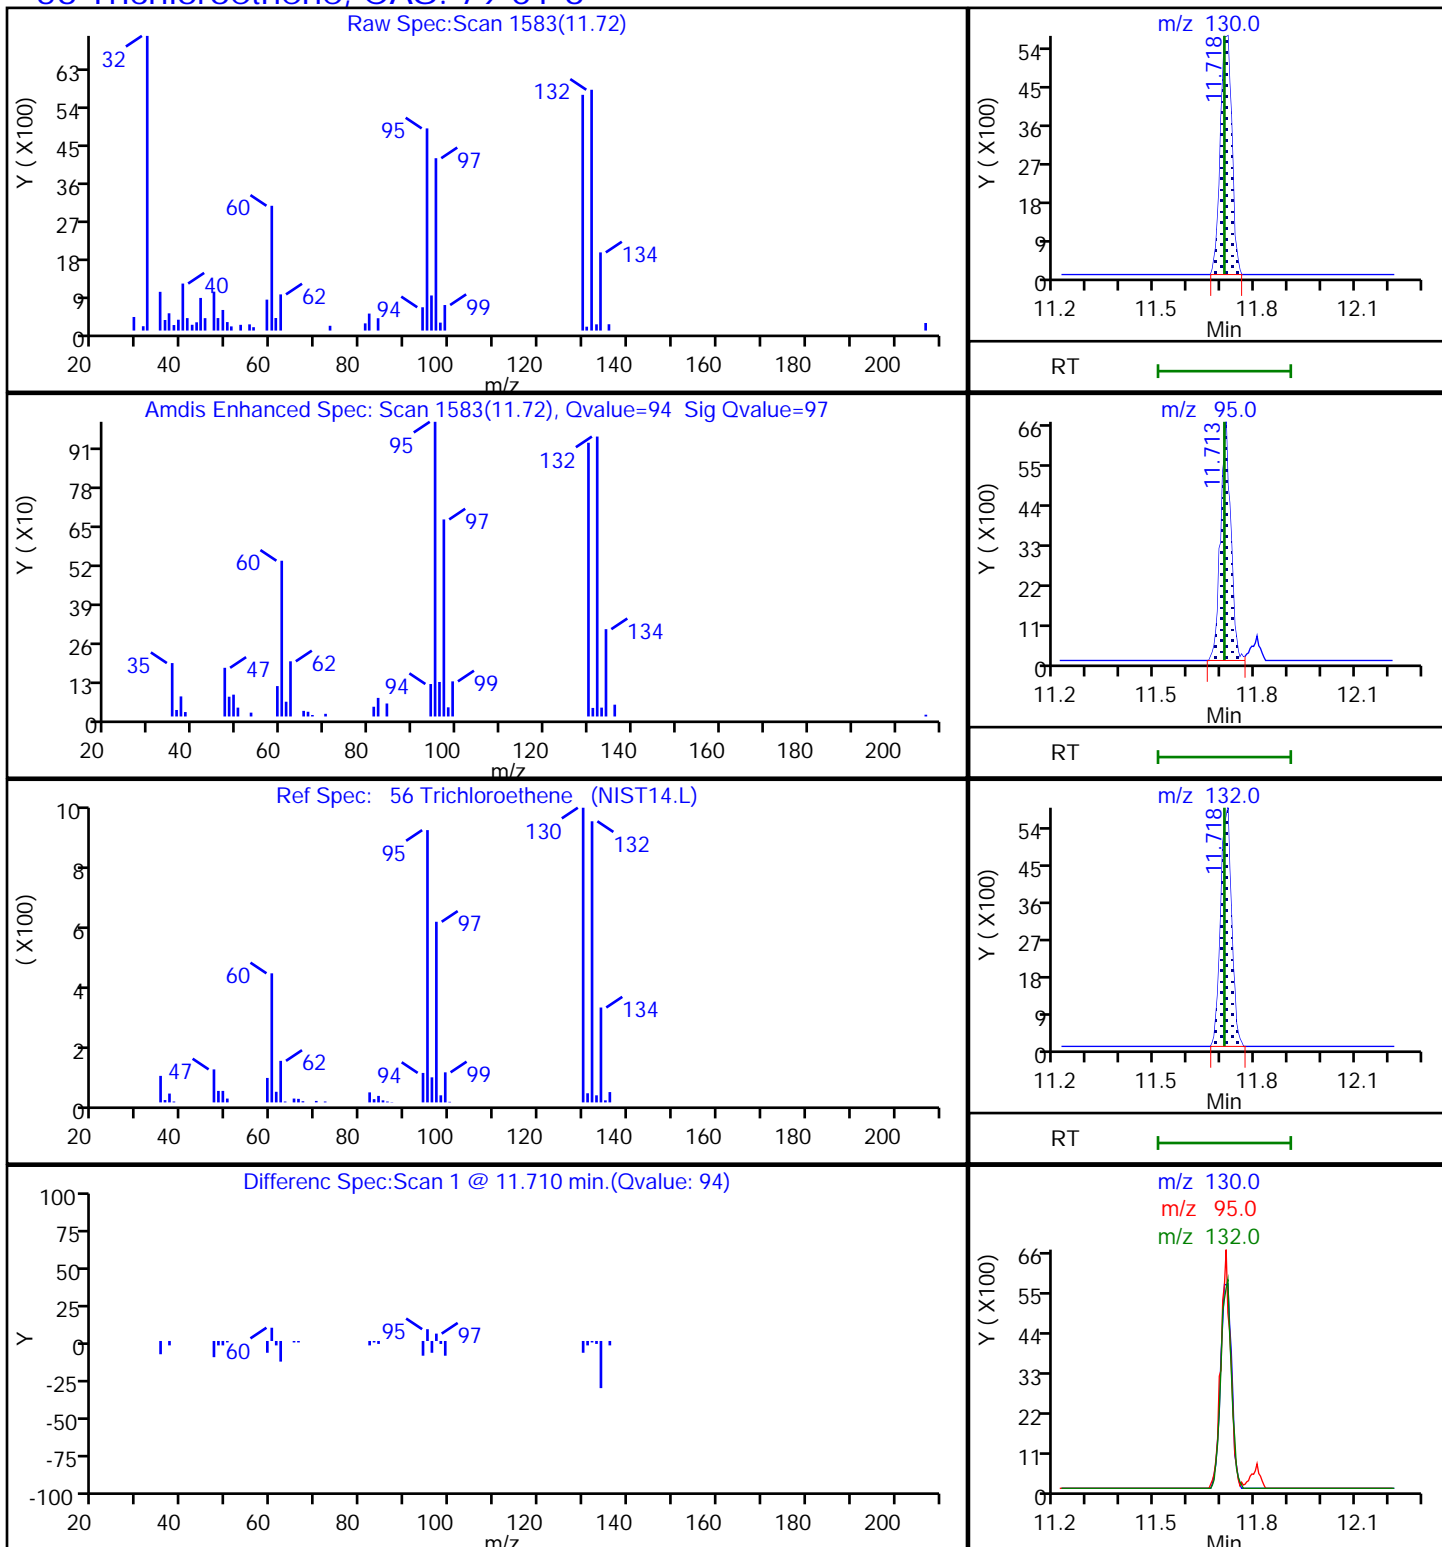 56 Trichloroethene, CAS: 79-01-6
Raw Spec:Scan 1583(11.72)
Y ( X100)
63
54
45
36
27
18
9
0
32
40
60
62
94
95
97
99
132
134
20 40 60 80 100 120 140 160 180 200
m/z
m/z 130.0
Y ( X100)
54
45
36
27
18
9
0
11.718
11.2 11.5 11.8 12.1
Min
RT
Amdis Enhanced Spec: Scan 1583(11.72), Qvalue=94 Sig Qvalue=97
Y ( X10)
91
78
65
52
39
26
13
0
35
47
60
62
94
95
97
99
132
134
20 40 60 80 100 120 140 160 180 200
m/z
m/z 95.0
Y ( X100)
66
55
44
33
22
11
0
11.713
11.2 11.5 11.8 12.1
Min
RT
Ref Spec: 56 Trichloroethene (NIST14.L)
( X100)
10
8
6
4
2
0
47
60
62
94
95
97
99
130
132
134
20 40 60 80 100 120 140 160 180 200
m/z
m/z 132.0
Y ( X100)
54
45
36
27
18
9
0
11.718
11.2 11.5 11.8 12.1
Min
RT
Differenc Spec:Scan 1 @ 11.710 min.(Qvalue: 94)
Y
100
75
50
25
0
-25
-50
-75
-100
60
95
97
20 40 60 80 100 120 140 160 180 200
m/z
m/z 130.0
m/z 95.0
m/z 132.0
Y ( X100)
66
55
44
33
22
11
0
11.2 11.5 11.8 12.1
Min